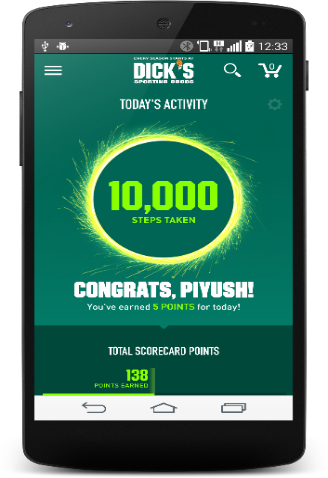 12:33
EVERY SEASON STARTS AT
DICK'S
SPORTING GOODS
0
TODAY'S ACTIVITY
10,000
STEPS TAKEN
CONGRATS, PIYUSH!
You've earned 5 POINTS for today!
TOTAL SCORECARD POINTS
138
POINTS EARNED